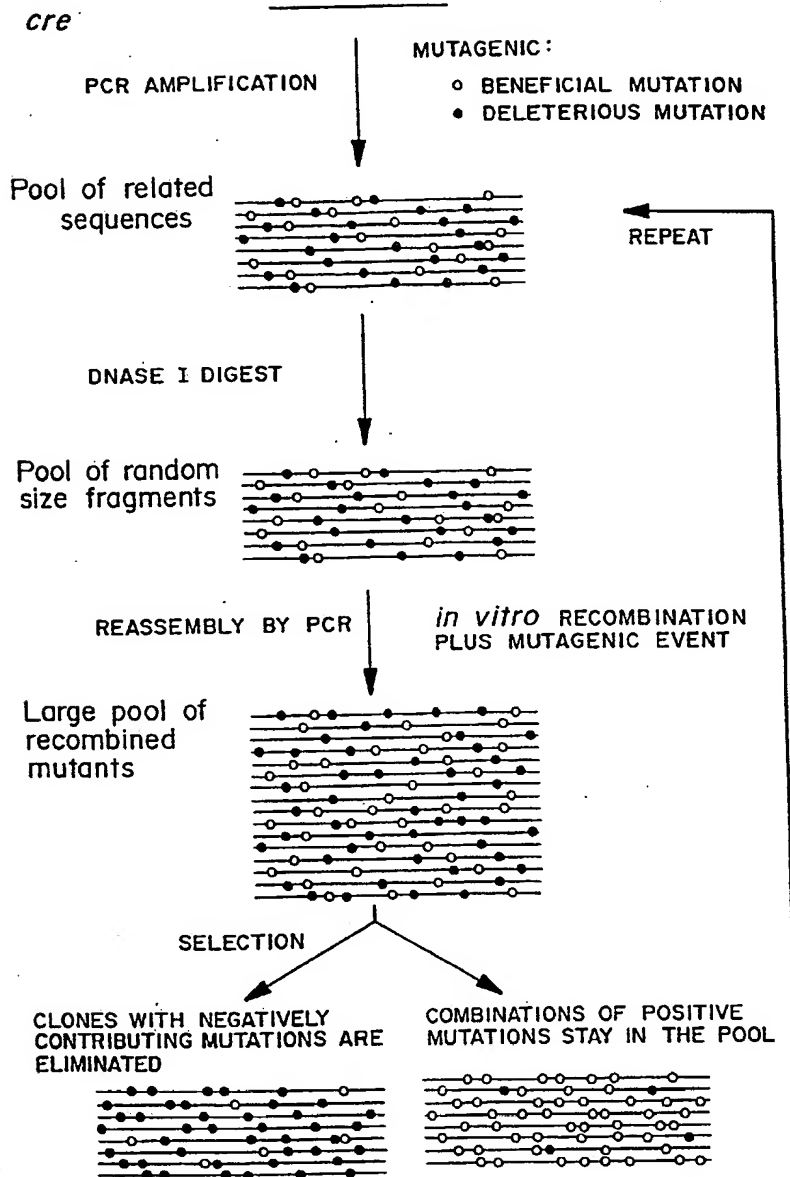 cre
PCR AMPLIFICATION
MUTAGENIC:
BENEFICIAL MUTATION
DELETERIOUS MUTATION
Pool of related
sequences
REPEAT
DNASE I DIGEST
Pool of random
size fragments
REASSEMBLY BY PCR
in vitro RECOMBINATION
PLUS MUTAGENIC EVENT
Large pool of
recombined
mutants
SELECTION
CLONES WITH NEGATIVELY
CONTRIBUTING MUTATIONS ARE
ELIMINATED
COMBINATIONS OF POSITIVE
MUTATIONS STAY IN THE POOL